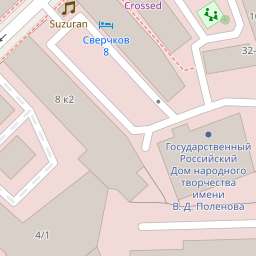 Crossed
Suzuran
Сверчков
8
32-
8 к2
Государственный
Российский
Дом народного
творчества
имени
В. Д. Поленова
4/1